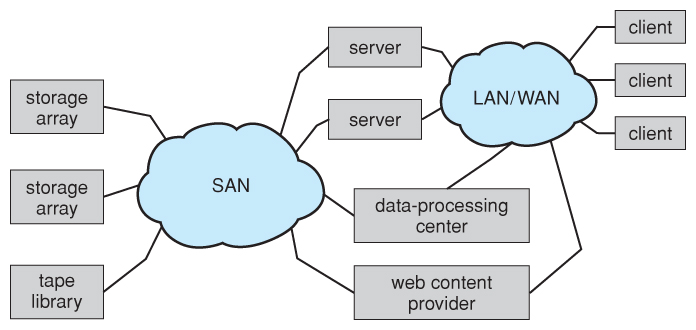 server
client
storage
array
server
LAN/WAN
client
client
storage
array
SAN
data-processing
center
tape
library
web content
provider